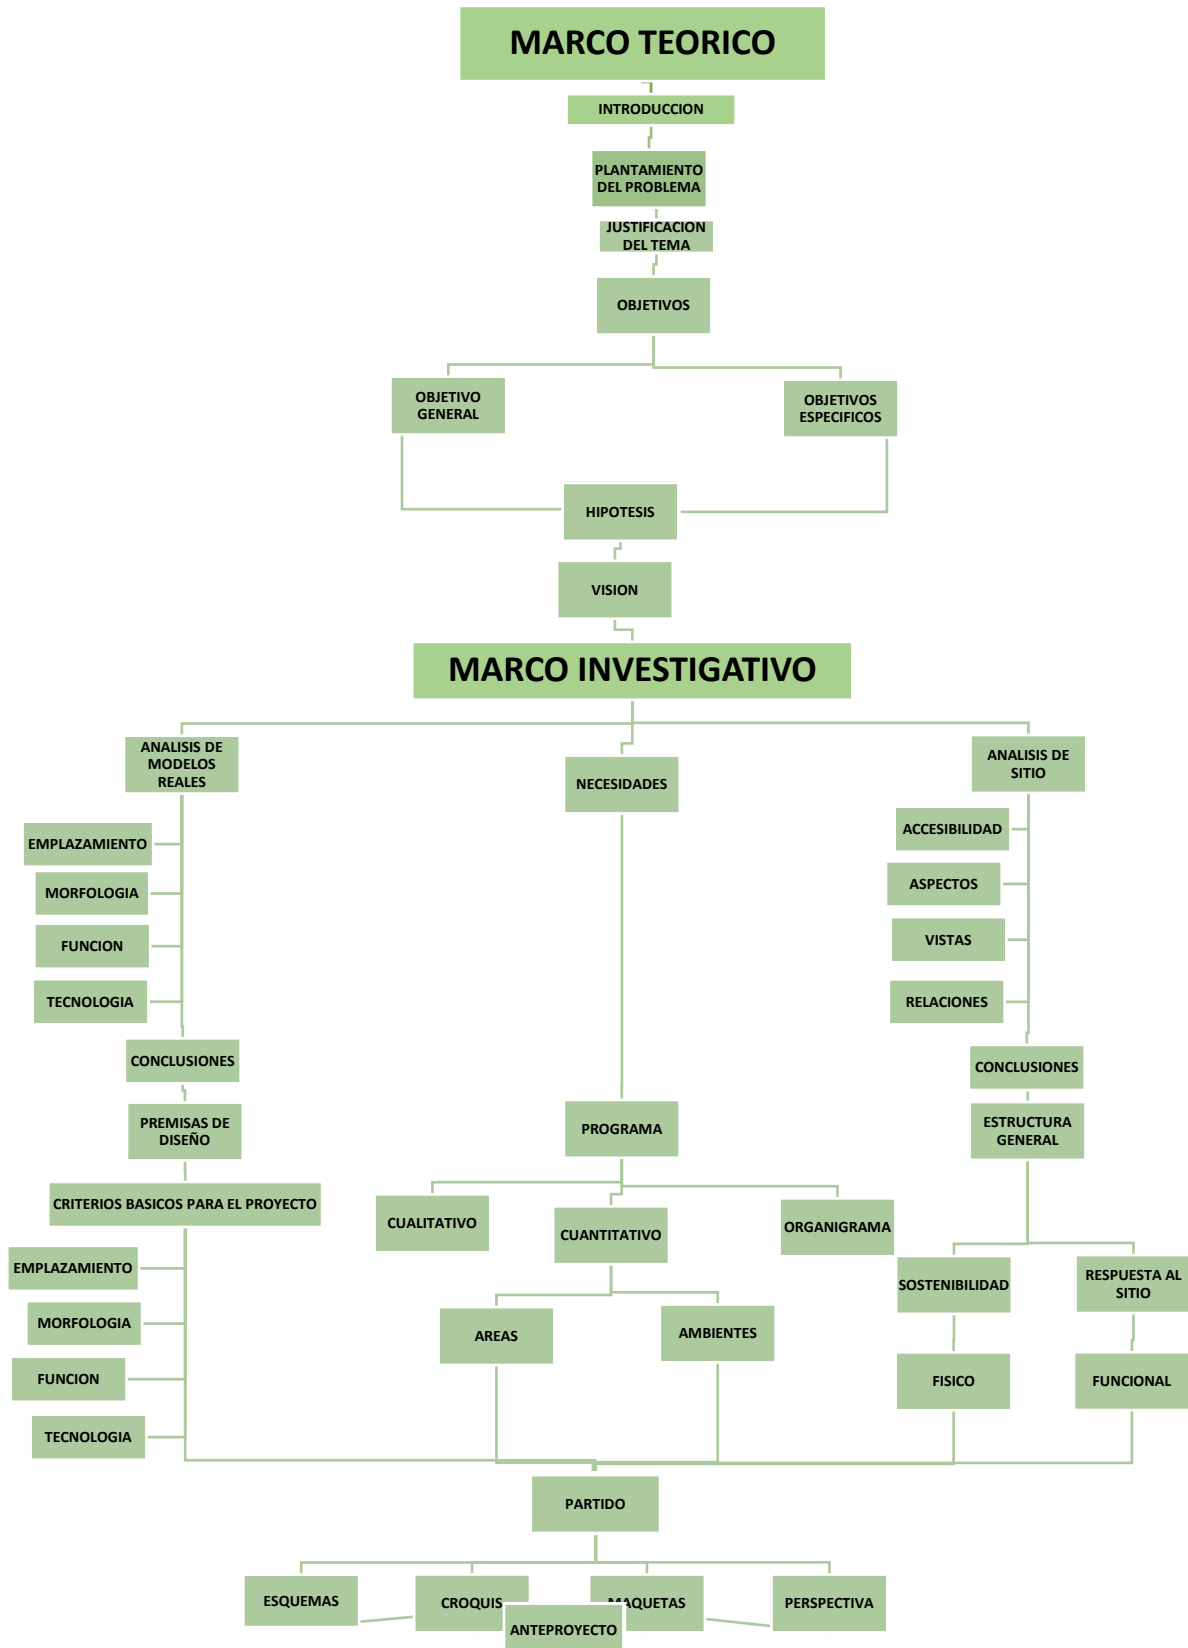 MARCO TEORICO
INTRODUCCION
PLANTAMIENTO
DEL PROBLEMA
JUSTIFICACION
DEL TEMA
OBJETIVOS
OBJETIVO
GENERAL
OBJETIVOS
ESPECIFICOS
HIPOTESIS
VISION
MARCO INVESTIGATIVO
ANALISIS DE
MODELOS
REALES
NECESIDADES
ANALISIS DE
SITIO
EMPLAZAMIENTO
MORFOLOGIA
FUNCION
TECNOLOGIA
ACCESIBILIDAD
ASPECTOS
VISTAS
RELACIONES
CONCLUSIONES
CONCLUSIONES
PREMISAS DE
DISEÑO
PROGRAMA
ESTRUCTURA
GENERAL
CRITERIOS BASICOS PARA EL PROYECTO
CUALITATIVO
CUANTITATIVO
ORGANIGRAMA
EMPLAZAMIENTO
MORFOLOGIA
FUNCION
TECNOLOGIA
AREAS
AMBIENTES
SOSTENIBILIDAD
RESPUESTA AL
SITIO
FISICO
FUNCIONAL
PARTIDO
ESQUEMAS
CROQUIS
MAQUETAS
PERSPECTIVA
ANTEPROYECTO